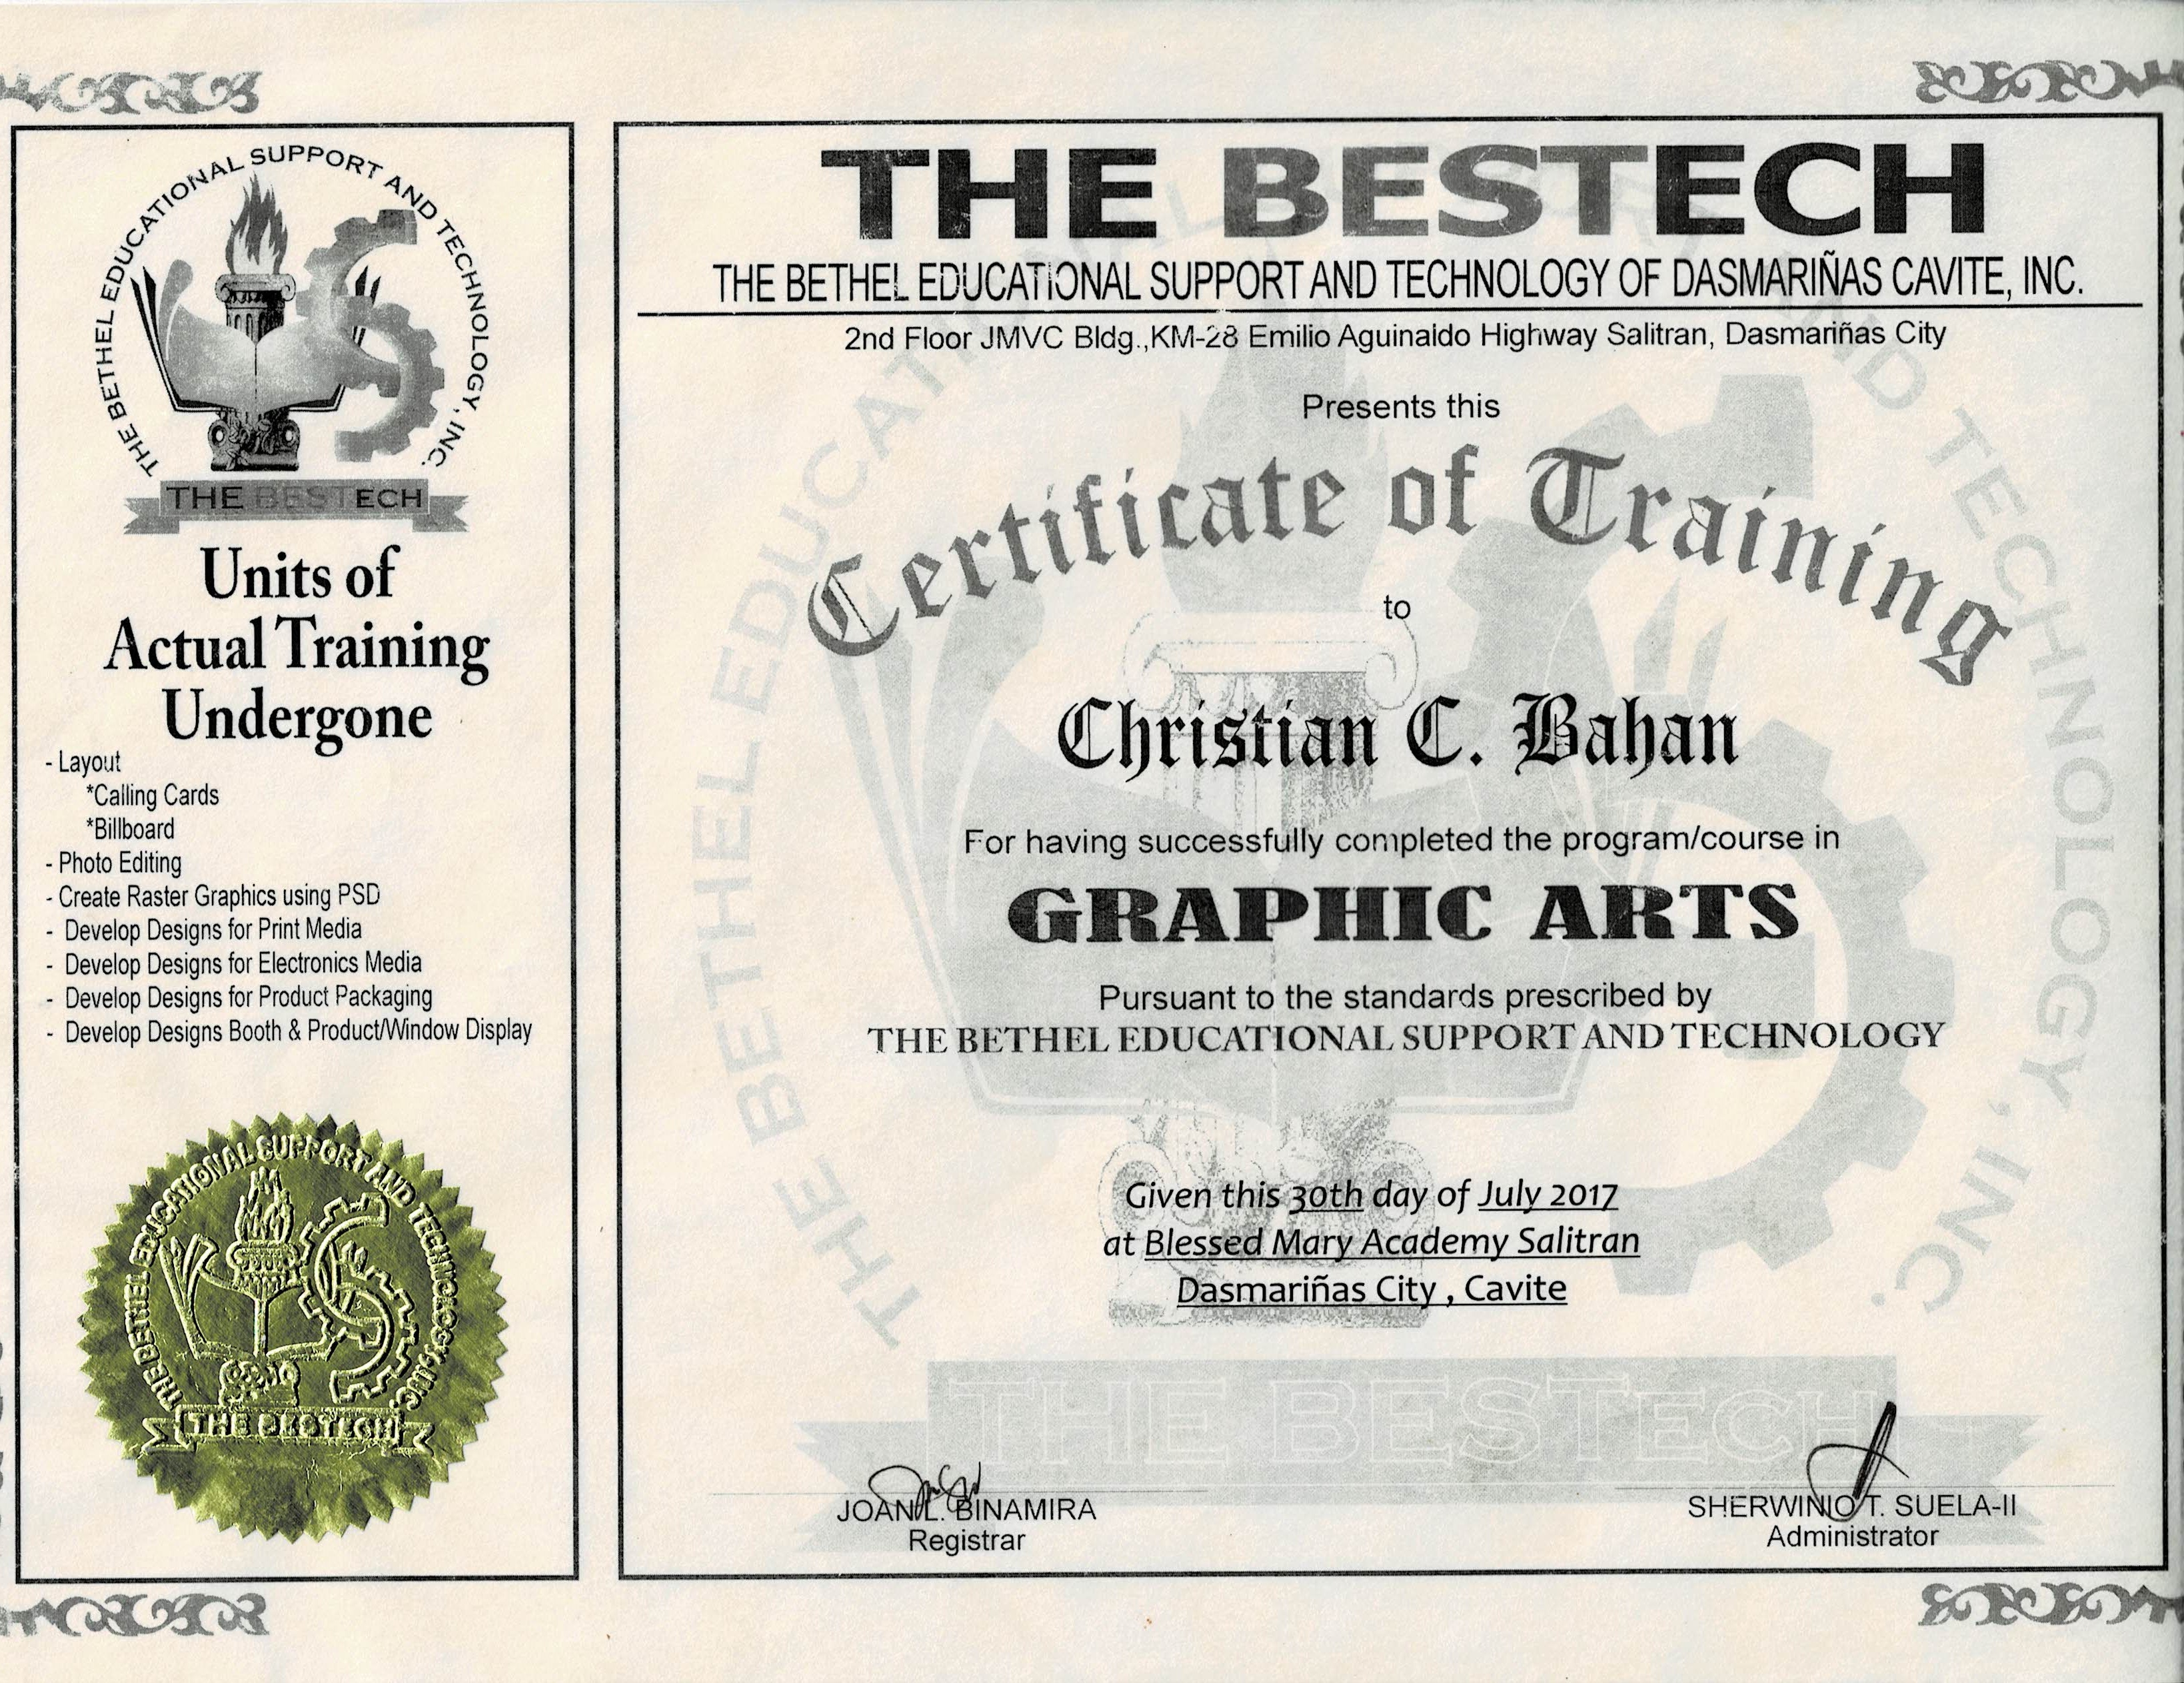 THE BETHEL EDUCATIONAL SUPPORT AND TECHNOLOGY, INC.
THE BESTECH
Units of
Actual Training
Undergone
- Layout
*Calling Cards
*Billboard
- Photo Editing
- Create Raster Graphics using PSD
- Develop Designs for Print Media
- Develop Designs for Electronics Media
- Develop Designs for Product Packaging
- Develop Designs Booth & Product/Window Display
THE BETHEL EDUCATIONAL SUPPORT AND TECHNOLOGY, INC.
THE BESTECH
THE BESTECH
THE BETHEL EDUCATIONAL SUPPORT AND TECHNOLOGY OF DASMARIÑAS CAVITE, INC.
2nd Floor JMVC Bldg.,KM-28 Emilio Aguinaldo Highway Salitran, Dasmariñas City
Presents this
Certificate of Training
to
Christian C. Bahan
For having successfully completed the program/course in
GRAPHIC ARTS
Pursuant to the standards prescribed by
THE BETHEL EDUCATIONAL SUPPORT AND TECHNOLOGY
Given this 30th day of July 2017
at Blessed Mary Academy Salitran
Dasmariñas City , Cavite
THE BETHEL EDUCATIONAL SUPPORT AND TECHNOLOGY, INC.
THE BESTECH
JOAN L. BINAMIRA
Registrar
SHERWINIO T. SUELA-II
Administrator